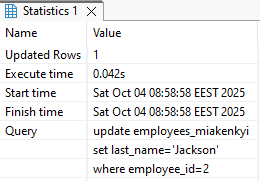 Statistics 1
Name Value
Updated Rows 1
Execute time 0.042s
Start time Sat Oct 04 08:58:58 EEST 2025
Finish time Sat Oct 04 08:58:58 EEST 2025
Query update employees_miakenkyi
set last_name='Jackson'
where employee_id=2